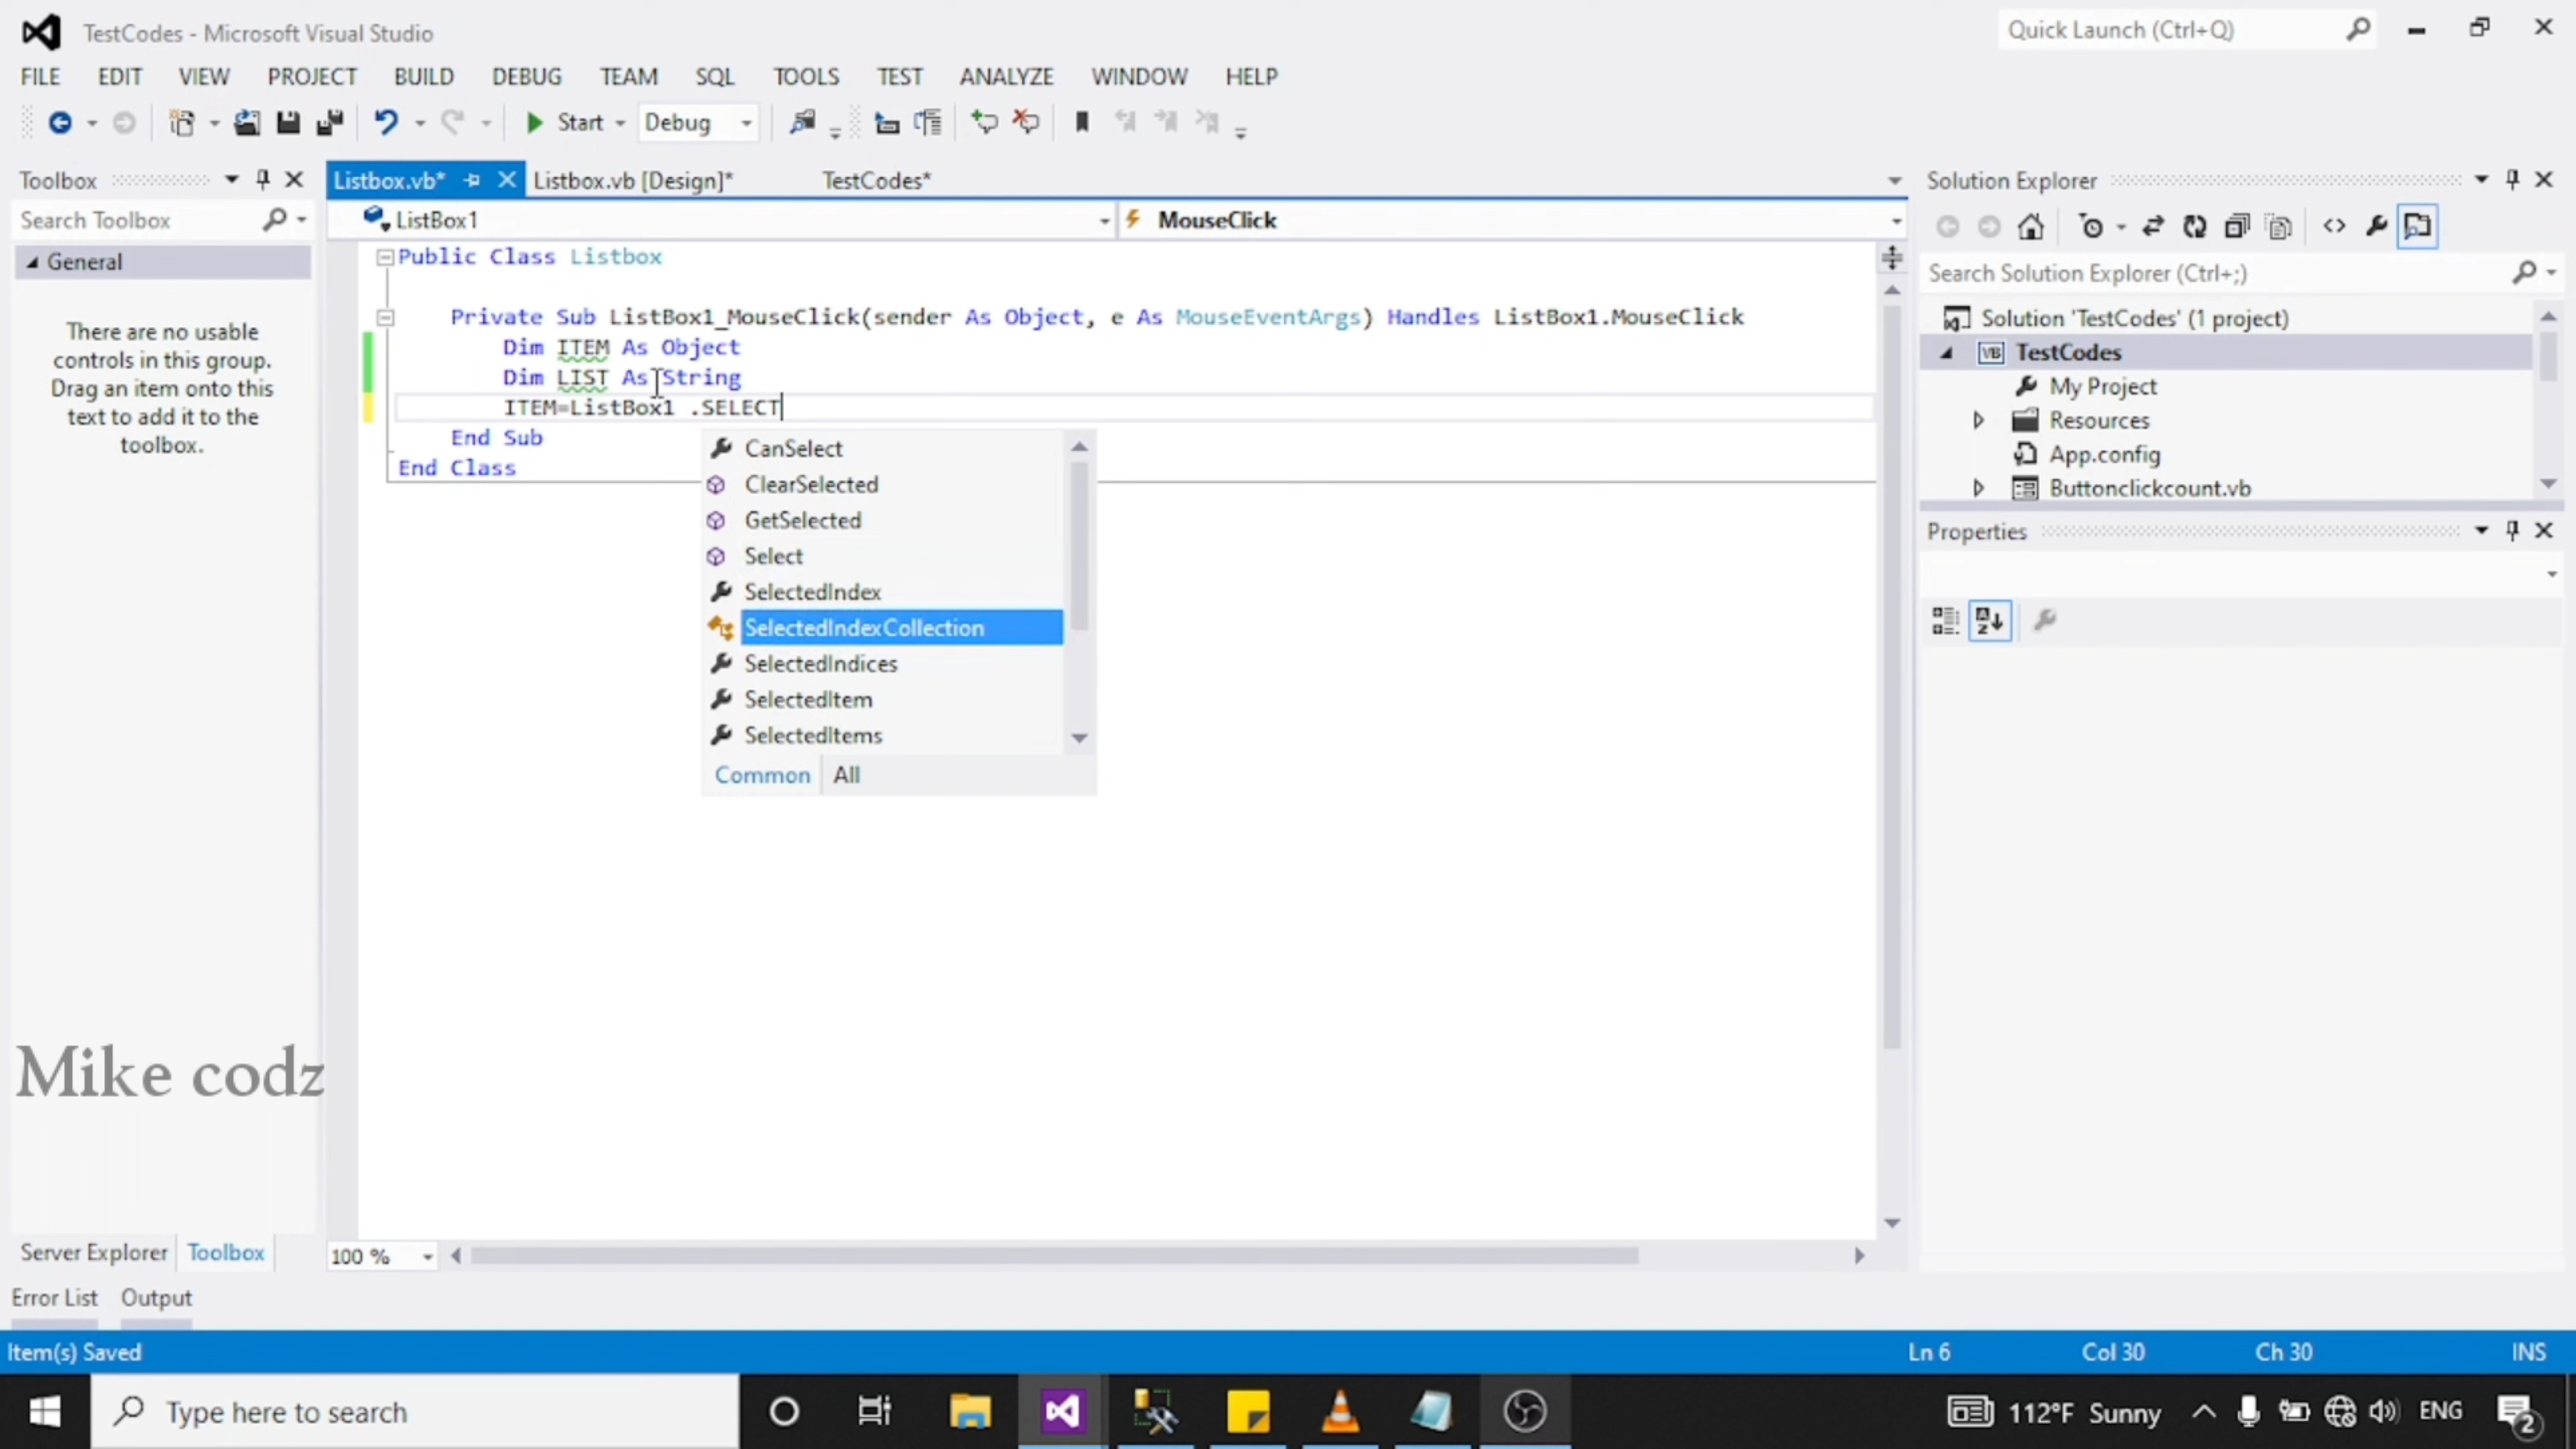 TestCodes - Microsoft Visual Studio
Quick Launch (Ctrl+Q)
FILE EDIT VIEW PROJECT BUILD DEBUG TEAM SQL TOOLS TEST ANALYZE WINDOW HELP
Start Debug
Toolbox
Listbox.vb* Listbox.vb [Design]* TestCodes*
Solution Explorer
Search Toolbox
ListBox1 MouseClick
General
There are no usable
controls in this group.
Drag an item onto this
text to add it to the
toolbox.
Public Class Listbox
Private Sub ListBox1_MouseClick(sender As Object, e As MouseEventArgs) Handles ListBox1.MouseClick
Dim ITEM As Object
Dim LIST As String
ITEM=ListBox1 .SELECT
End Sub
End Class
CanSelect
ClearSelected
GetSelected
Select
SelectedIndex
SelectedIndexCollection
SelectedIndices
SelectedItem
SelectedItems
Common All
Search Solution Explorer (Ctrl+;)
Solution 'TestCodes' (1 project)
VB TestCodes
My Project
Resources
App.config
Buttonclickcount.vb
Properties
Mike codz
Server Explorer Toolbox
100 %
Error List Output
Item(s) Saved
Ln 6 Col 30 Ch 30 INS
Type here to search
112°F Sunny
ENG
2